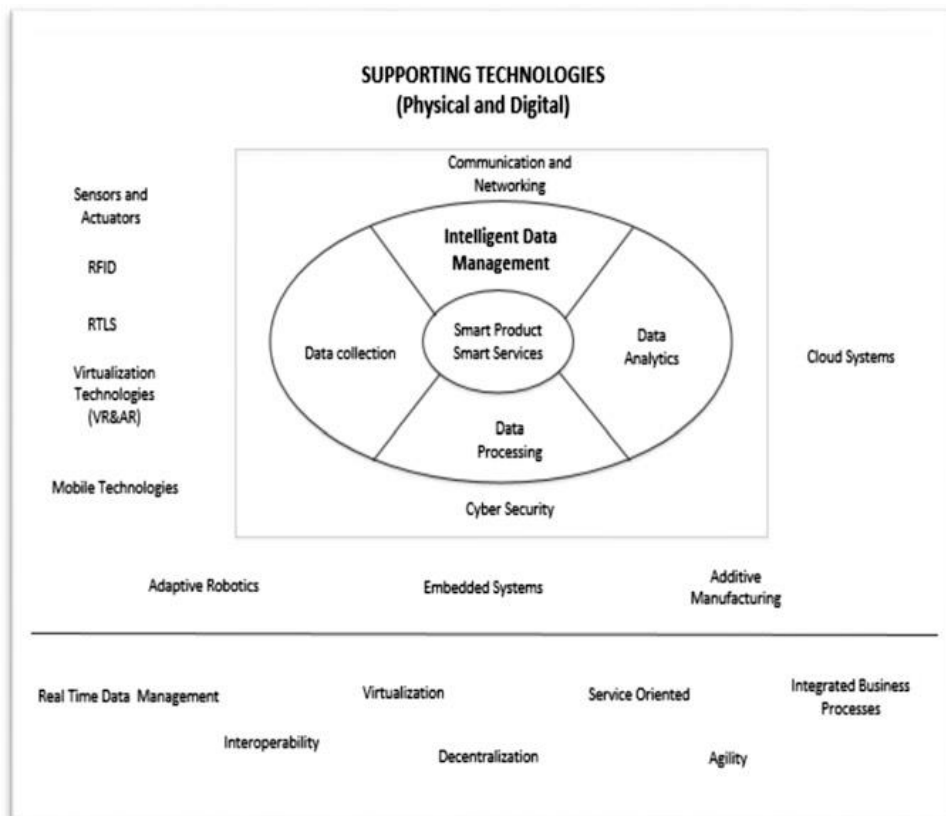 SUPPORTING TECHNOLOGIES
(Physical and Digital)
Communication and
Networking
Sensors and
Actuators
RFID
RTLS
Virtualization
Technologies
(VR&AR)
Mobile Technologies
Intelligent Data
Management
Data collection
Smart Product
Smart Services
Data
Analytics
Data
Processing
Cyber Security
Cloud Systems
Adaptive Robotics
Embedded Systems
Additive
Manufacturing
Real Time Data Management
Virtualization
Service Oriented
Integrated Business
Processes
Interoperability
Decentralization
Agility